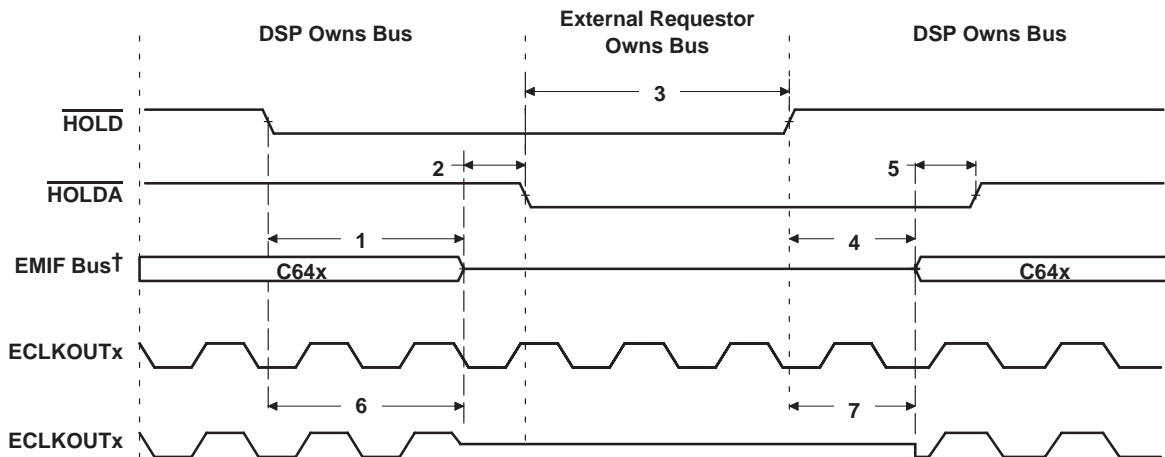 DSP Owns Bus
External Requestor
Owns Bus
DSP Owns Bus
3
HOLD
2
5
HOLDA
1
4
EMIF Bus†
C64x
C64x
ECLKOUTx
6
7
ECLKOUTx